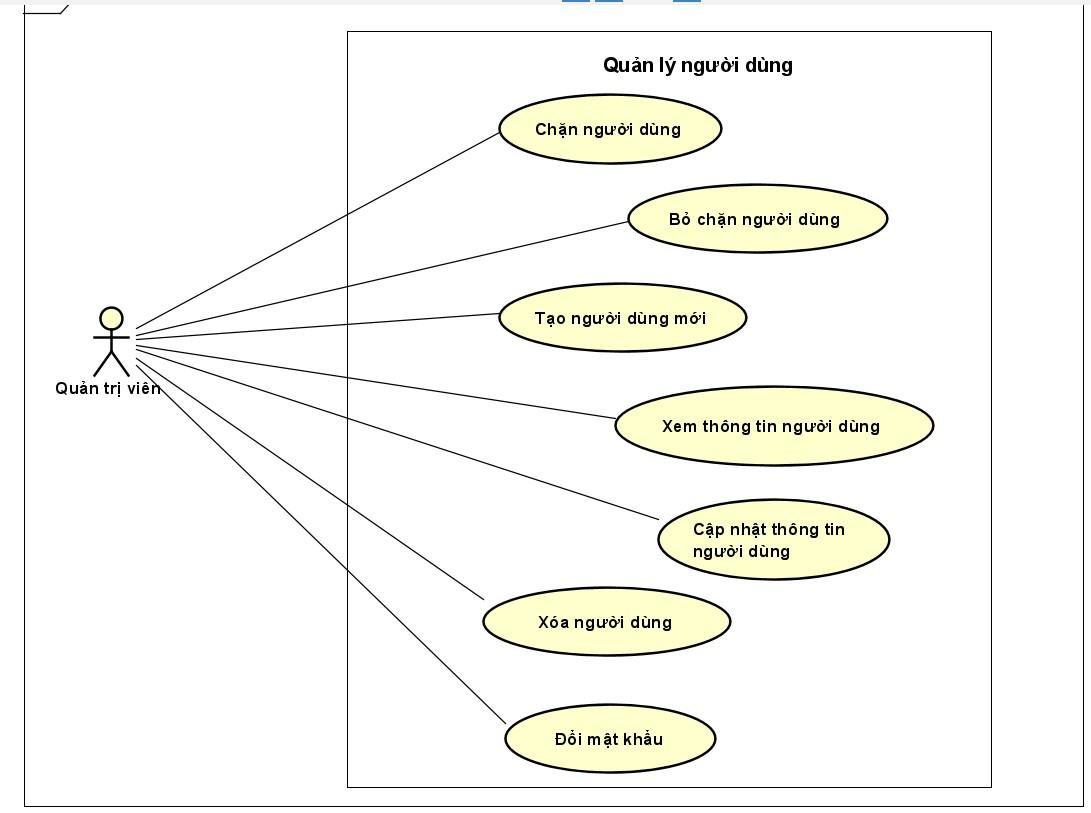 Quản lý người dùng
Chặn người dùng
Bỏ chặn người dùng
Tạo người dùng mới
Quản trị viên
Xem thông tin người dùng
Cập nhật thông tin
người dùng
Xóa người dùng
Đổi mật khẩu